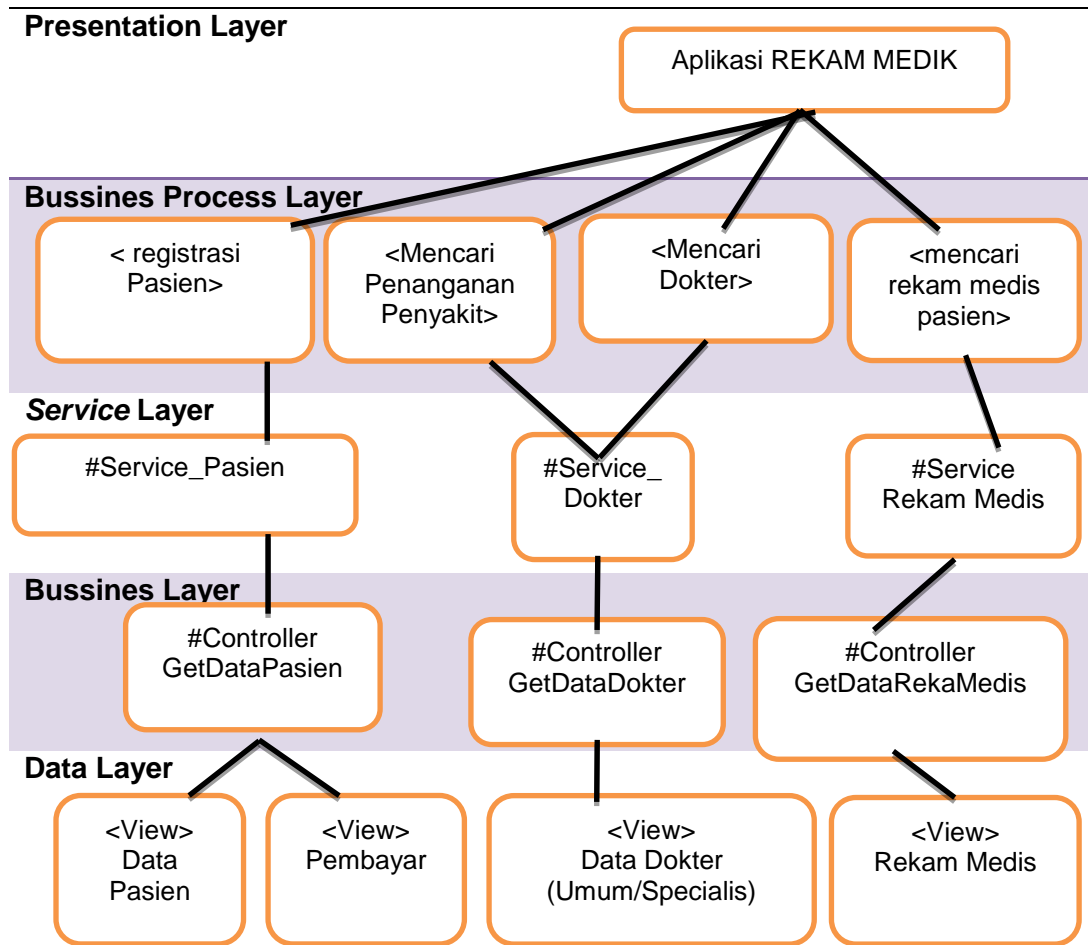 Presentation Layer
Aplikasi REKAM MEDIK
Bussines Process Layer
< registrasi
Pasien>
<Mencari
Penanganan
Penyakit>
<Mencari
Dokter>
<mencari
rekam medis
pasien>
Service Layer
#Service_Pasien
#Service_
Dokter
#Service
Rekam Medis
Bussines Layer
#Controller
GetDataPasien
#Controller
GetDataDokter
#Controller
GetDataRekaMedis
Data Layer
<View>
Data
Pasien
<View>
Pembayar
<View>
Data Dokter
(Umum/Specialis)
<View>
Rekam Medis